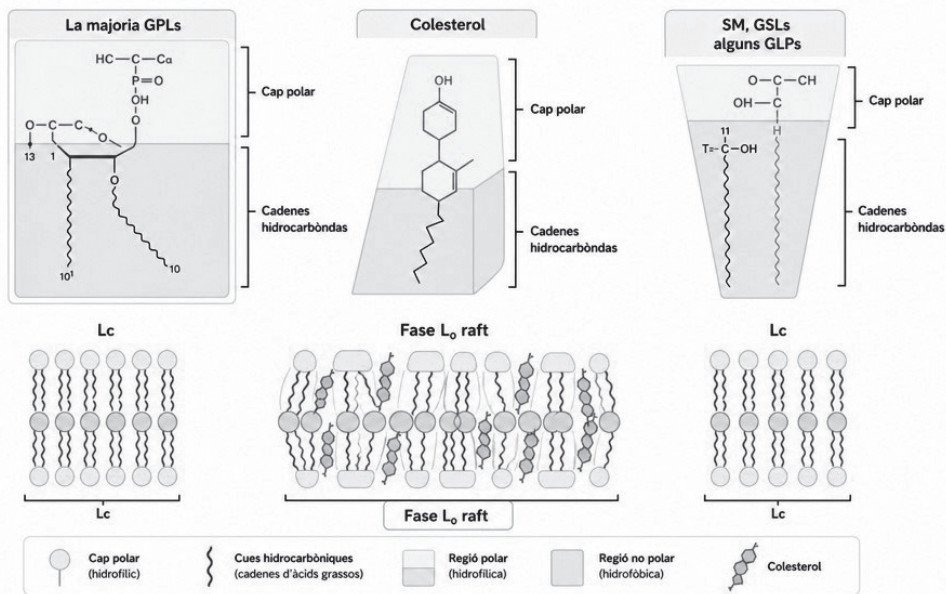 La majoria GPLs
Colesterol
SM, GSLs
alguns GLPs
HC—C—Cα
P=O
OH
O
O—C—C
O
13
1
O
10¹
10
Cap polar
Cadenes
hidrocarbòndas
OH
Cap polar
Cadenes
hidrocarbòndas
O—C—CH
OH—C
H
11
T=-C—OH
Cap polar
Cadenes
hidrocarbòndas
Lc
Fase Lₒ raft
Lc
Lc
Fase Lₒ raft
Lc
Cap polar
(hidrofílic)
Cues hidrocarbòniques
(cadenes d'àcids grassos)
Regió polar
(hidrofílica)
Regió no polar
(hidrofòbica)
Colesterol